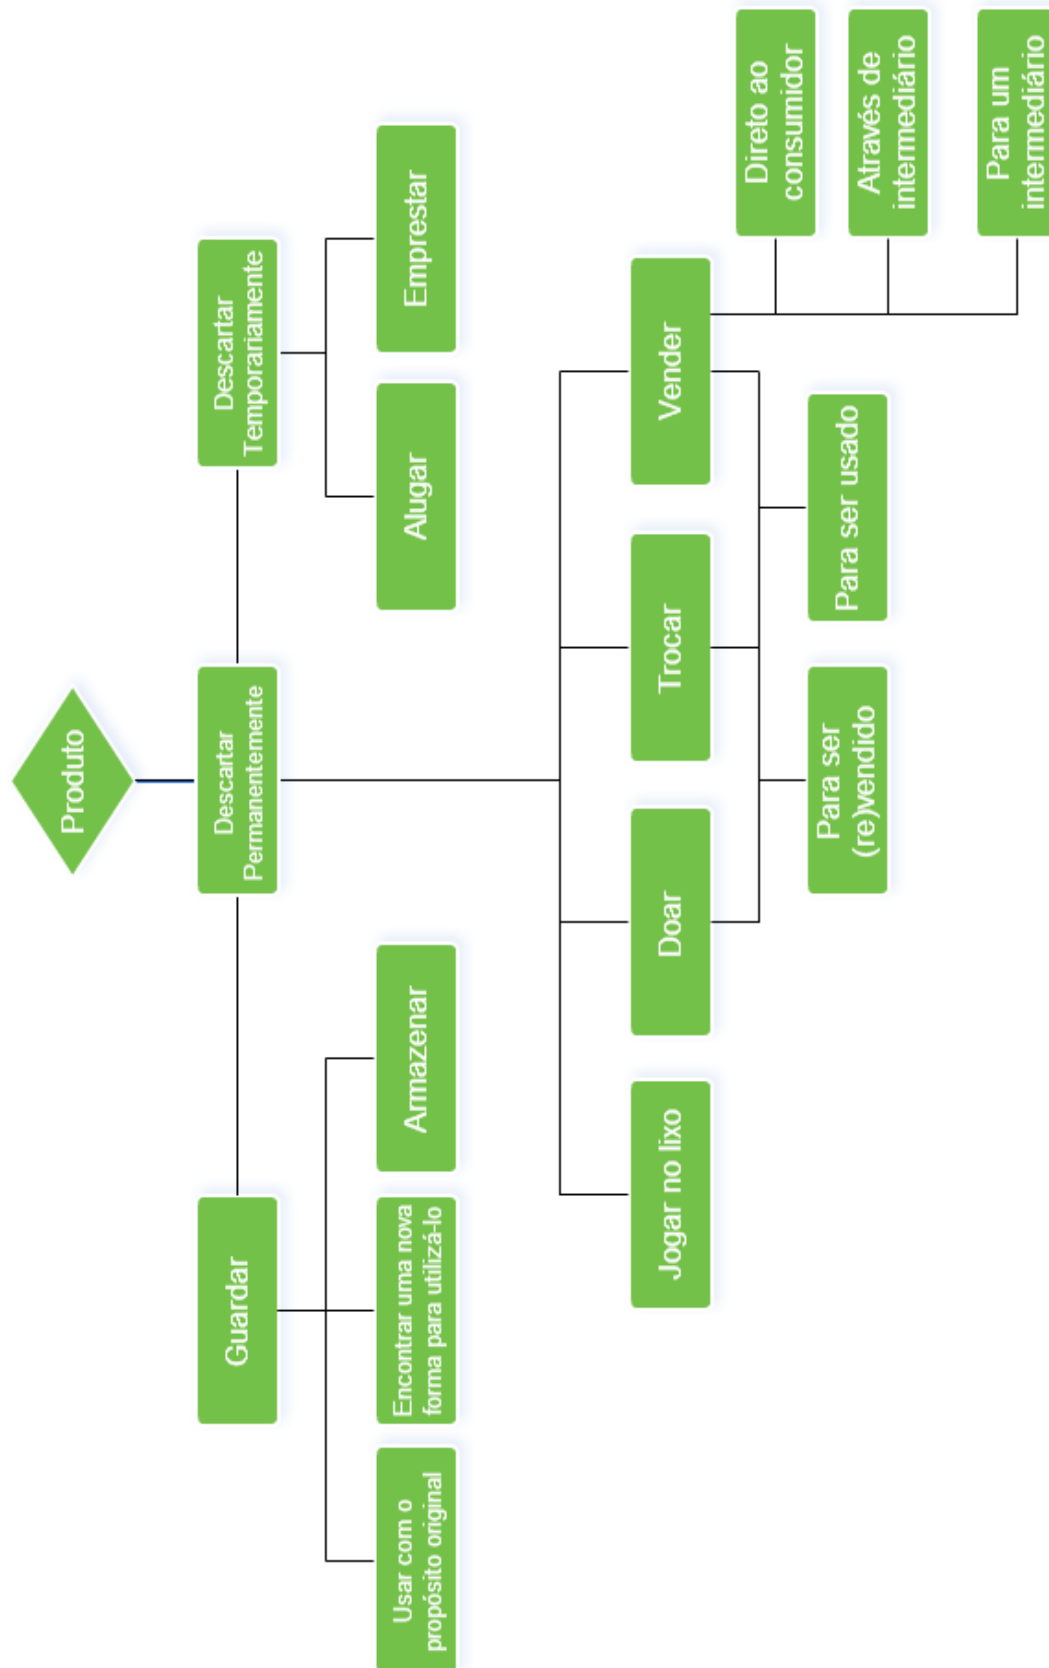 Produto
Guardar
Descartar
Permanentemente
Descartar
Temporariamente
Usar com o
propósito original
Encontrar uma nova
forma para utilizá-lo
Armazenar
Alugar
Emprestar
Jogar no lixo
Doar
Trocar
Vender
Para ser
(re)vendido
Para ser usado
Direto ao
consumidor
Através de
intermediário
Para um
intermediário